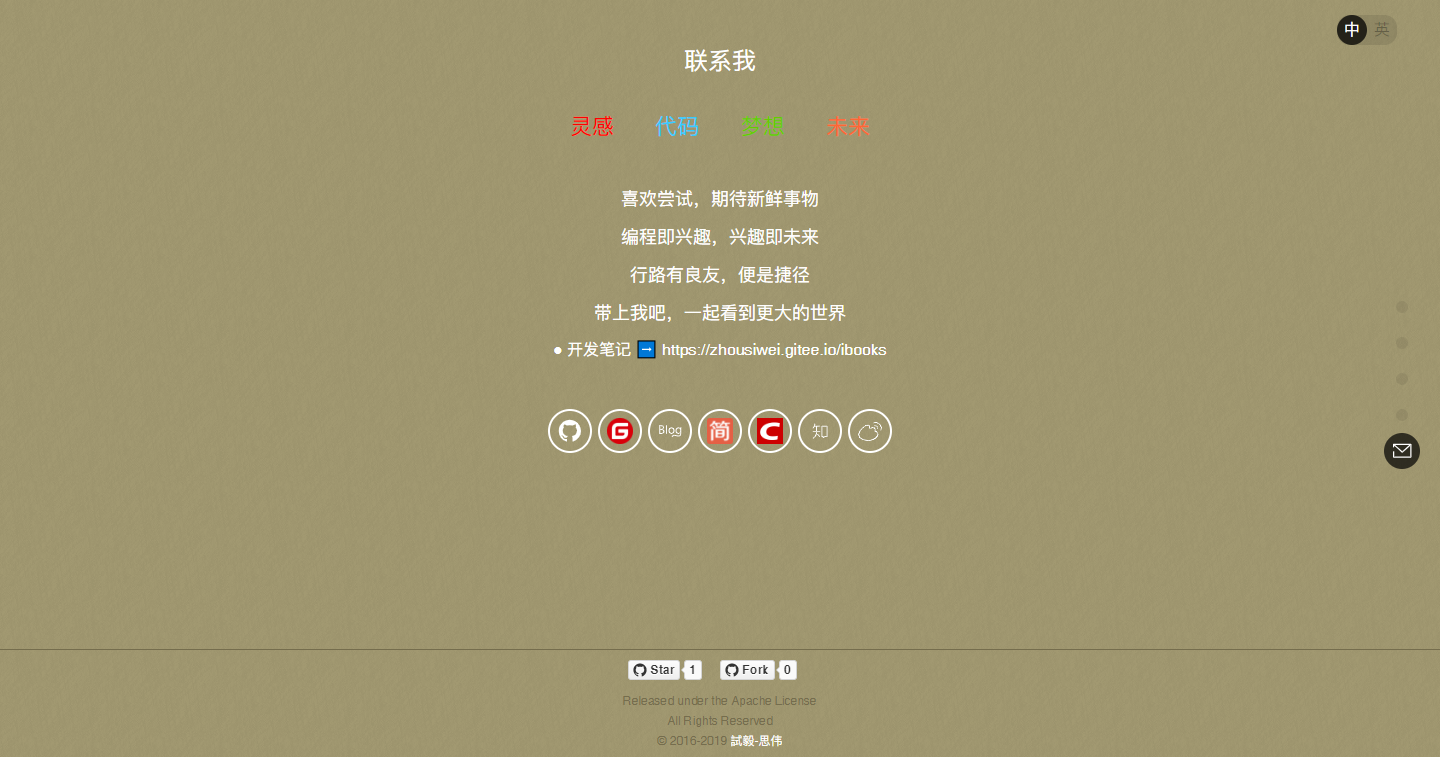 中 英
联系我
灵感 代码 梦想 未来
喜欢尝试，期待新鲜事物
编程即兴趣，兴趣即未来
行路有良友，便是捷径
带上我吧，一起看到更大的世界
● 开发笔记 ➡ https://zhousiwei.gitee.io/ibooks
G Blog 简 C 知
Star 1 Fork 0
Released under the Apache License
All Rights Reserved
© 2016-2019 試毅-思伟